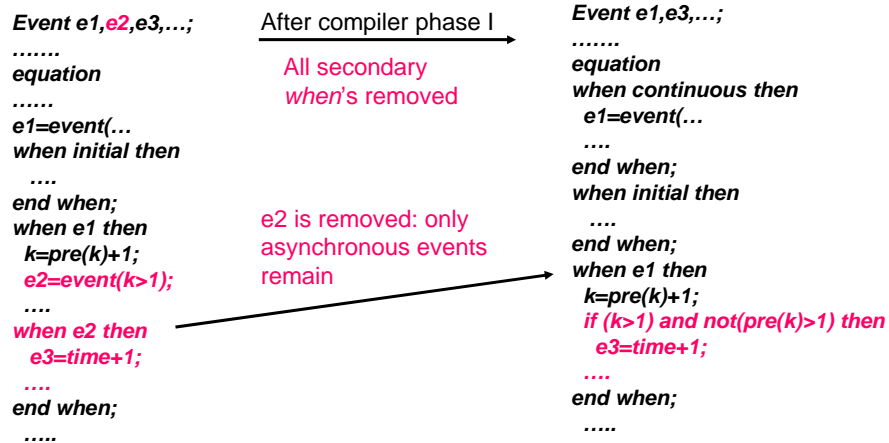 Event e1,e2,e3,…;
…….
equation
……
e1=event(…
when initial then
….
end when;
when e1 then
k=pre(k)+1;
e2=event(k>1);
….
when e2 then
e3=time+1;
….
end when;
…..
After compiler phase I
All secondary
when's removed
e2 is removed: only
asynchronous events
remain
Event e1,e3,…;
…….
equation
when continuous then
e1=event(…
….
end when;
when initial then
….
end when;
when e1 then
k=pre(k)+1;
if (k>1) and not(pre(k)>1) then
e3=time+1;
….
end when;
…..